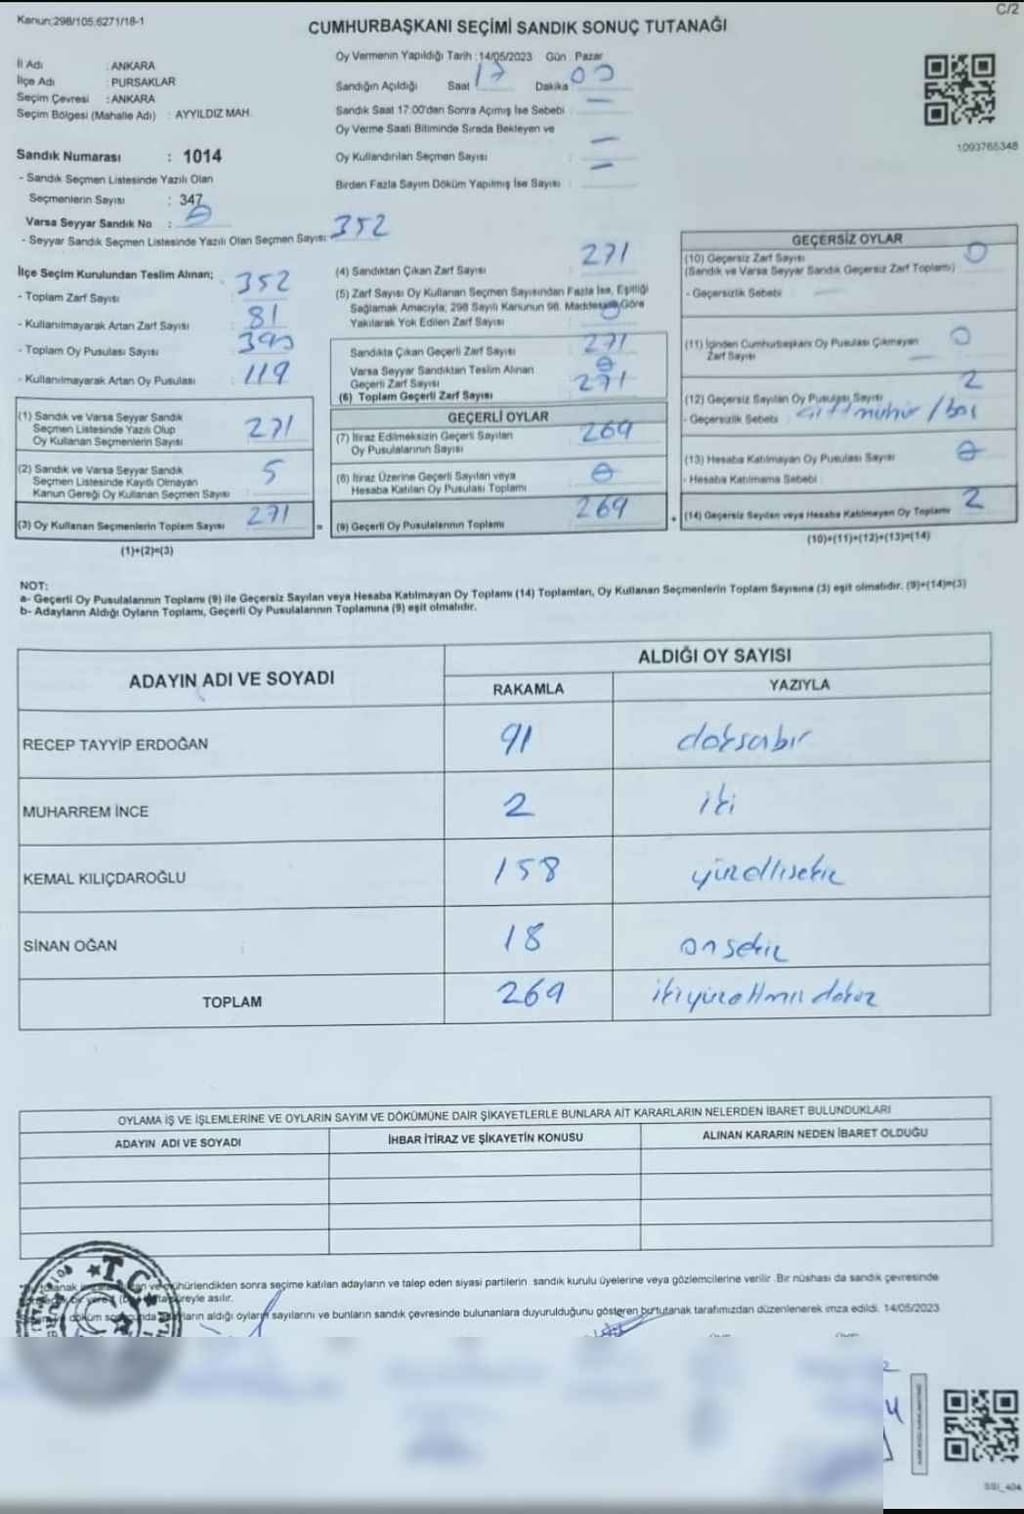 C/2
Kanun:298/105.6271/18-1
CUMHURBAŞKANI SEÇİMİ SANDIK SONUÇ TUTANAĞI
İl Adı : ANKARA
İlçe Adı : PURSAKLAR
Seçim Çevresi : ANKARA
Seçim Bölgesi (Mahalle Adı) : AYYILDIZ MAH.
Sandık Numarası : 1014
- Sandık Seçmen Listesinde Yazılı Olan
Seçmenlerin Sayısı : 347
Varsa Seyyar Sandık No :
- Seyyar Sandık Seçmen Listesinde Yazılı Olan Seçmen Sayısı: 352
Oy Vermenin Yapıldığı Tarih : 14/05/2023 Gün : Pazar
Sandığın Açıldığı Saat 17 Dakika 00
Sandık Saat 17:00'dan Sonra Açımış İse Sebebi : —
Oy Verme Saati Bitiminde Sırada Bekleyen ve
Oy Kullandırılan Seçmen Sayısı : —
Birden Fazla Sayım Döküm Yapılmış İse Sayısı : —
1093765348
İlçe Seçim Kurulundan Teslim Alınan;
- Toplam Zarf Sayısı : 352
- Kullanılmayarak Artan Zarf Sayısı : 81
- Toplam Oy Pusulası Sayısı : 390
- Kullanılmayarak Artan Oy Pusulası : 119
(1) Sandık ve Varsa Seyyar Sandık
Seçmen Listesinde Yazılı Olup
Oy Kullanan Seçmenlerin Sayısı 271
(2) Sandık ve Varsa Seyyar Sandık
Seçmen Listesinde Kayıtlı Olmayan
Kanun Gereği Oy Kullanan Seçmen Sayısı 5
(3) Oy Kullanan Seçmenlerin Toplam Sayısı 271
(1)+(2)=(3)
(4) Sandıktan Çıkan Zarf Sayısı 271
(5) Zarf Sayısı Oy Kullanan Seçmen Sayısından Fazla İse, Eşitliği
Sağlamak Amacıyla, 298 Sayılı Kanunun 98. Maddesine Göre
Yakılarak Yok Edilen Zarf Sayısı 0
Sandıkta Çıkan Geçerli Zarf Sayısı 271
Varsa Seyyar Sandıktan Teslim Alınan
Geçerli Zarf Sayısı 0
(6) Toplam Geçerli Zarf Sayısı 271
GEÇERLİ OYLAR
(7) İtiraz Edilmeksizin Geçerli Sayılan
Oy Pusulalarının Sayısı 269
(8) İtiraz Üzerine Geçerli Sayılan veya
Hesaba Katılan Oy Pusulası Toplamı 0
= (9) Geçerli Oy Pusulalarının Toplamı 269
GEÇERSİZ OYLAR
(10) Geçersiz Zarf Sayısı 0
(Sandık ve Varsa Seyyar Sandık Geçersiz Zarf Toplamı)
- Geçersizlik Sebebi : —
(11) İçinden Cumhurbaşkanı Oy Pusulası Çıkmayan
Zarf Sayısı 0
(12) Geçersiz Sayılan Oy Pusulası Sayısı 2
- Geçersizlik Sebebi : çift mühür / boş
(13) Hesaba Katılmayan Oy Pusulası Sayısı 0
- Hesaba Katılmama Sebebi
+ (14) Geçersiz Sayılan veya Hesaba Katılmayan Oy Toplamı 2
(10)+(11)+(12)+(13)=(14)
NOT:
a- Geçerli Oy Pusulalarının Toplamı (9) ile Geçersiz Sayılan veya Hesaba Katılmayan Oy Toplamı (14) Toplamları, Oy Kullanan Seçmenlerin Toplam Sayısına (3) eşit olmalıdır. (9)+(14)=(3)
b- Adayların Aldığı Oyların Toplamı, Geçerli Oy Pusulalarının Toplamına (9) eşit olmalıdır.
ADAYIN ADI VE SOYADI ALDIĞI OY SAYISI
RAKAMLA YAZIYLA
RECEP TAYYİP ERDOĞAN 91 doksanbir
MUHARREM İNCE 2 iki
KEMAL KILIÇDAROĞLU 158 yüzellisekiz
SİNAN OĞAN 18 onsekiz
TOPLAM 269 ikiyüzaltmış dokuz
OYLAMA İŞ VE İŞLEMLERİNE VE OYLARIN SAYIM VE DÖKÜMÜNE DAİR ŞİKAYETLERLE BUNLARA AİT KARARLARIN NELERDEN İBARET BULUNDUKLARI
ADAYIN ADI VE SOYADI İHBAR İTİRAZ VE ŞİKAYETİN KONUSU ALINAN KARARIN NEDEN İBARET OLDUĞU
T.C.
ve mühürlendikten sonra seçime katılan adayların ve talep eden siyasi partilerin sandık kurulu üyelerine veya gözlemcilerine verilir. Bir nüshası da sandık çevresinde
süreyle asılır.
aldığı oyların sayılarını ve bunların sandık çevresinde bulunanlara duyurulduğunu gösteren bu tutanak tarafımızdan düzenlenerek imza edildi. 14/05/2023